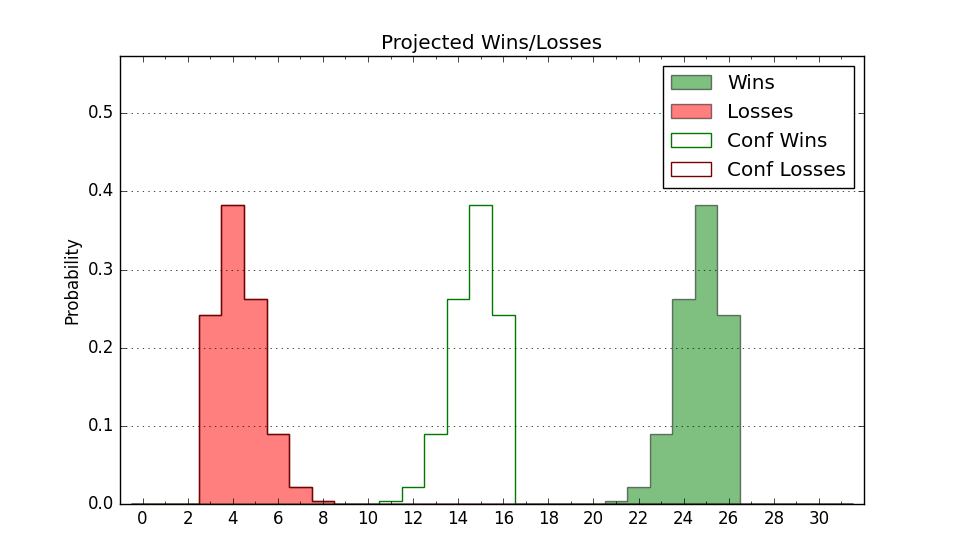 Projected Wins/Losses
Wins
Losses
Conf Wins
Conf Losses
Probability
0.5
0.4
0.3
0.2
0.1
0.0
0 2 4 6 8 10 12 14 16 18 20 22 24 26 28 30